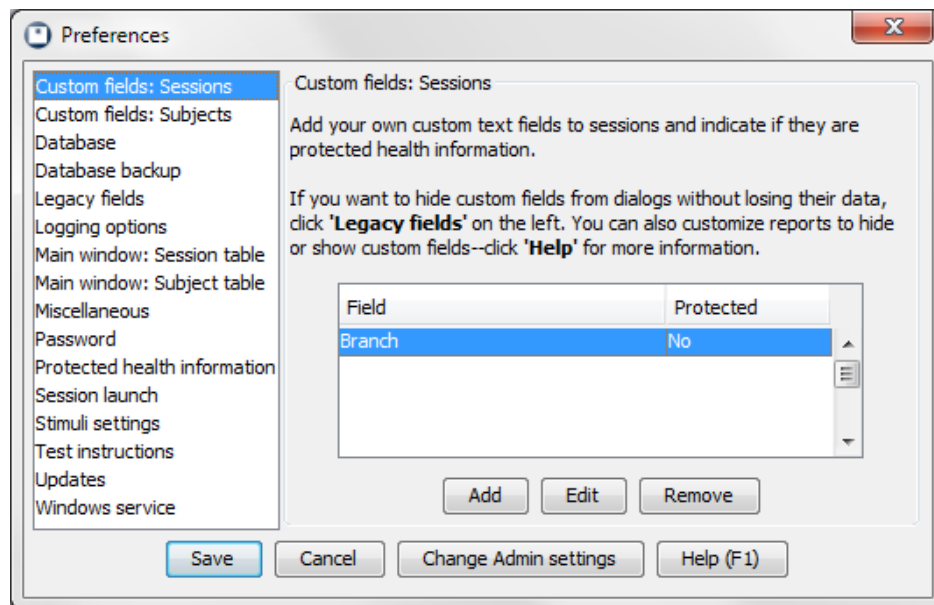 Preferences
Custom fields: Sessions
Custom fields: Subjects
Database
Database backup
Legacy fields
Logging options
Main window: Session table
Main window: Subject table
Miscellaneous
Password
Protected health information
Session launch
Stimuli settings
Test instructions
Updates
Windows service
Custom fields: Sessions
Add your own custom text fields to sessions and indicate if they are
protected health information.
If you want to hide custom fields from dialogs without losing their data,
click 'Legacy fields' on the left. You can also customize reports to hide
or show custom fields--click 'Help' for more information.
Field Protected
Branch No
Add Edit Remove
Save Cancel Change Admin settings Help (F1)